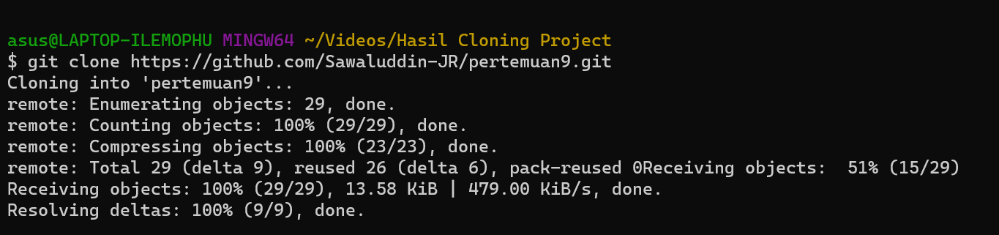 asus@LAPTOP-ILEMOPHU MINGW64 ~/Videos/Hasil Cloning Project
$ git clone https://github.com/Sawaluddin-JR/pertemuan9.git
Cloning into 'pertemuan9'...
remote: Enumerating objects: 29, done.
remote: Counting objects: 100% (29/29), done.
remote: Compressing objects: 100% (23/23), done.
remote: Total 29 (delta 9), reused 26 (delta 6), pack-reused 0Receiving objects:  51% (15/29)
Receiving objects: 100% (29/29), 13.58 KiB | 479.00 KiB/s, done.
Resolving deltas: 100% (9/9), done.